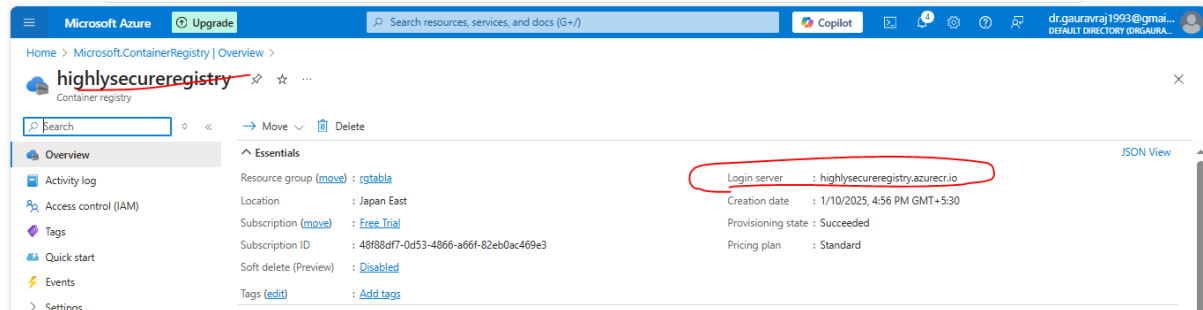 Microsoft Azure Upgrade Search resources, services, and docs (G+/) Copilot 4 dr.gauravraj1993@gmai...
DEFAULT DIRECTORY (DRGAURA...
Home > Microsoft.ContainerRegistry | Overview >
highlysecureregistry
Container registry
Search
Move Delete
Overview
Activity log
Access control (IAM)
Tags
Quick start
Events
Settings
Essentials JSON View
Resource group (move) : rgtabla
Location : Japan East
Subscription (move) : Free Trial
Subscription ID : 48f88df7-0d53-4866-a66f-82eb0ac469e3
Soft delete (Preview) : Disabled
Tags (edit) : Add tags
Login server : highlysecureregistry.azurecr.io
Creation date : 1/10/2025, 4:56 PM GMT+5:30
Provisioning state : Succeeded
Pricing plan : Standard